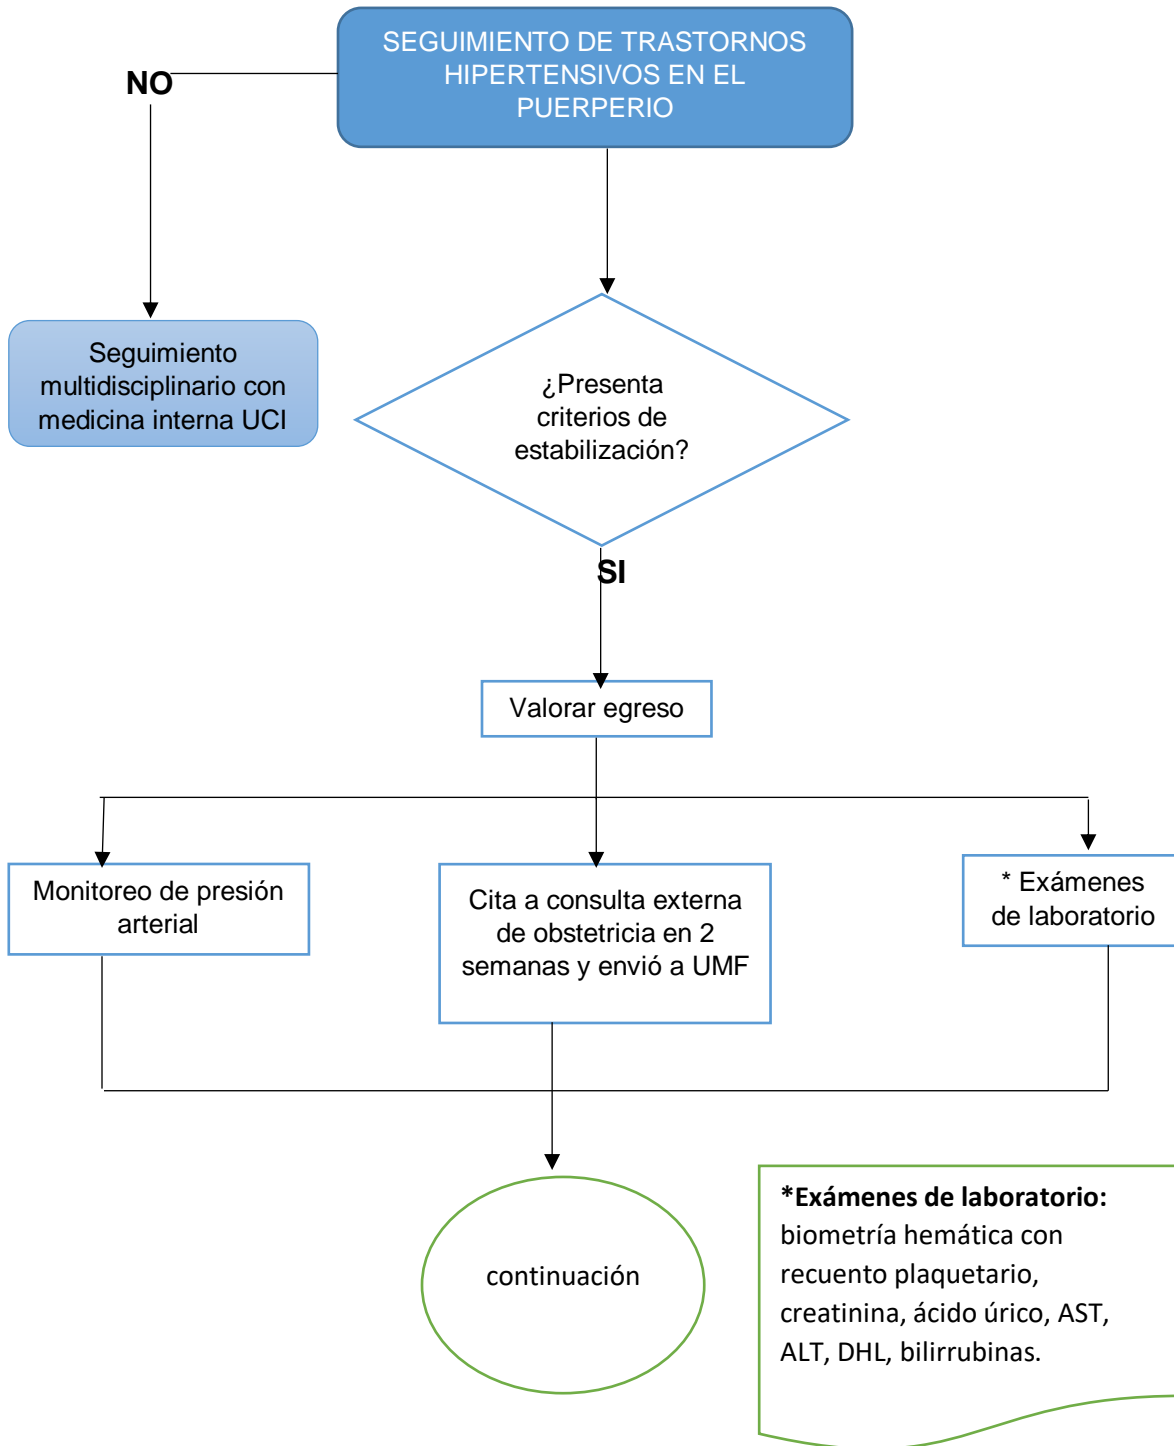 SEGUIMIENTO DE TRASTORNOS
HIPERTENSIVOS EN EL
PUERPERIO
NO
Seguimiento
multidisciplinario con
medicina interna UCI
¿Presenta
criterios de
estabilización?
SI
Valorar egreso
Monitoreo de presión
arterial
Cita a consulta externa
de obstetricia en 2
semanas y envió a UMF
* Exámenes
de laboratorio
continuación
*Exámenes de laboratorio:
biometría hemática con
recuento plaquetario,
creatinina, ácido úrico, AST,
ALT, DHL, bilirrubinas.